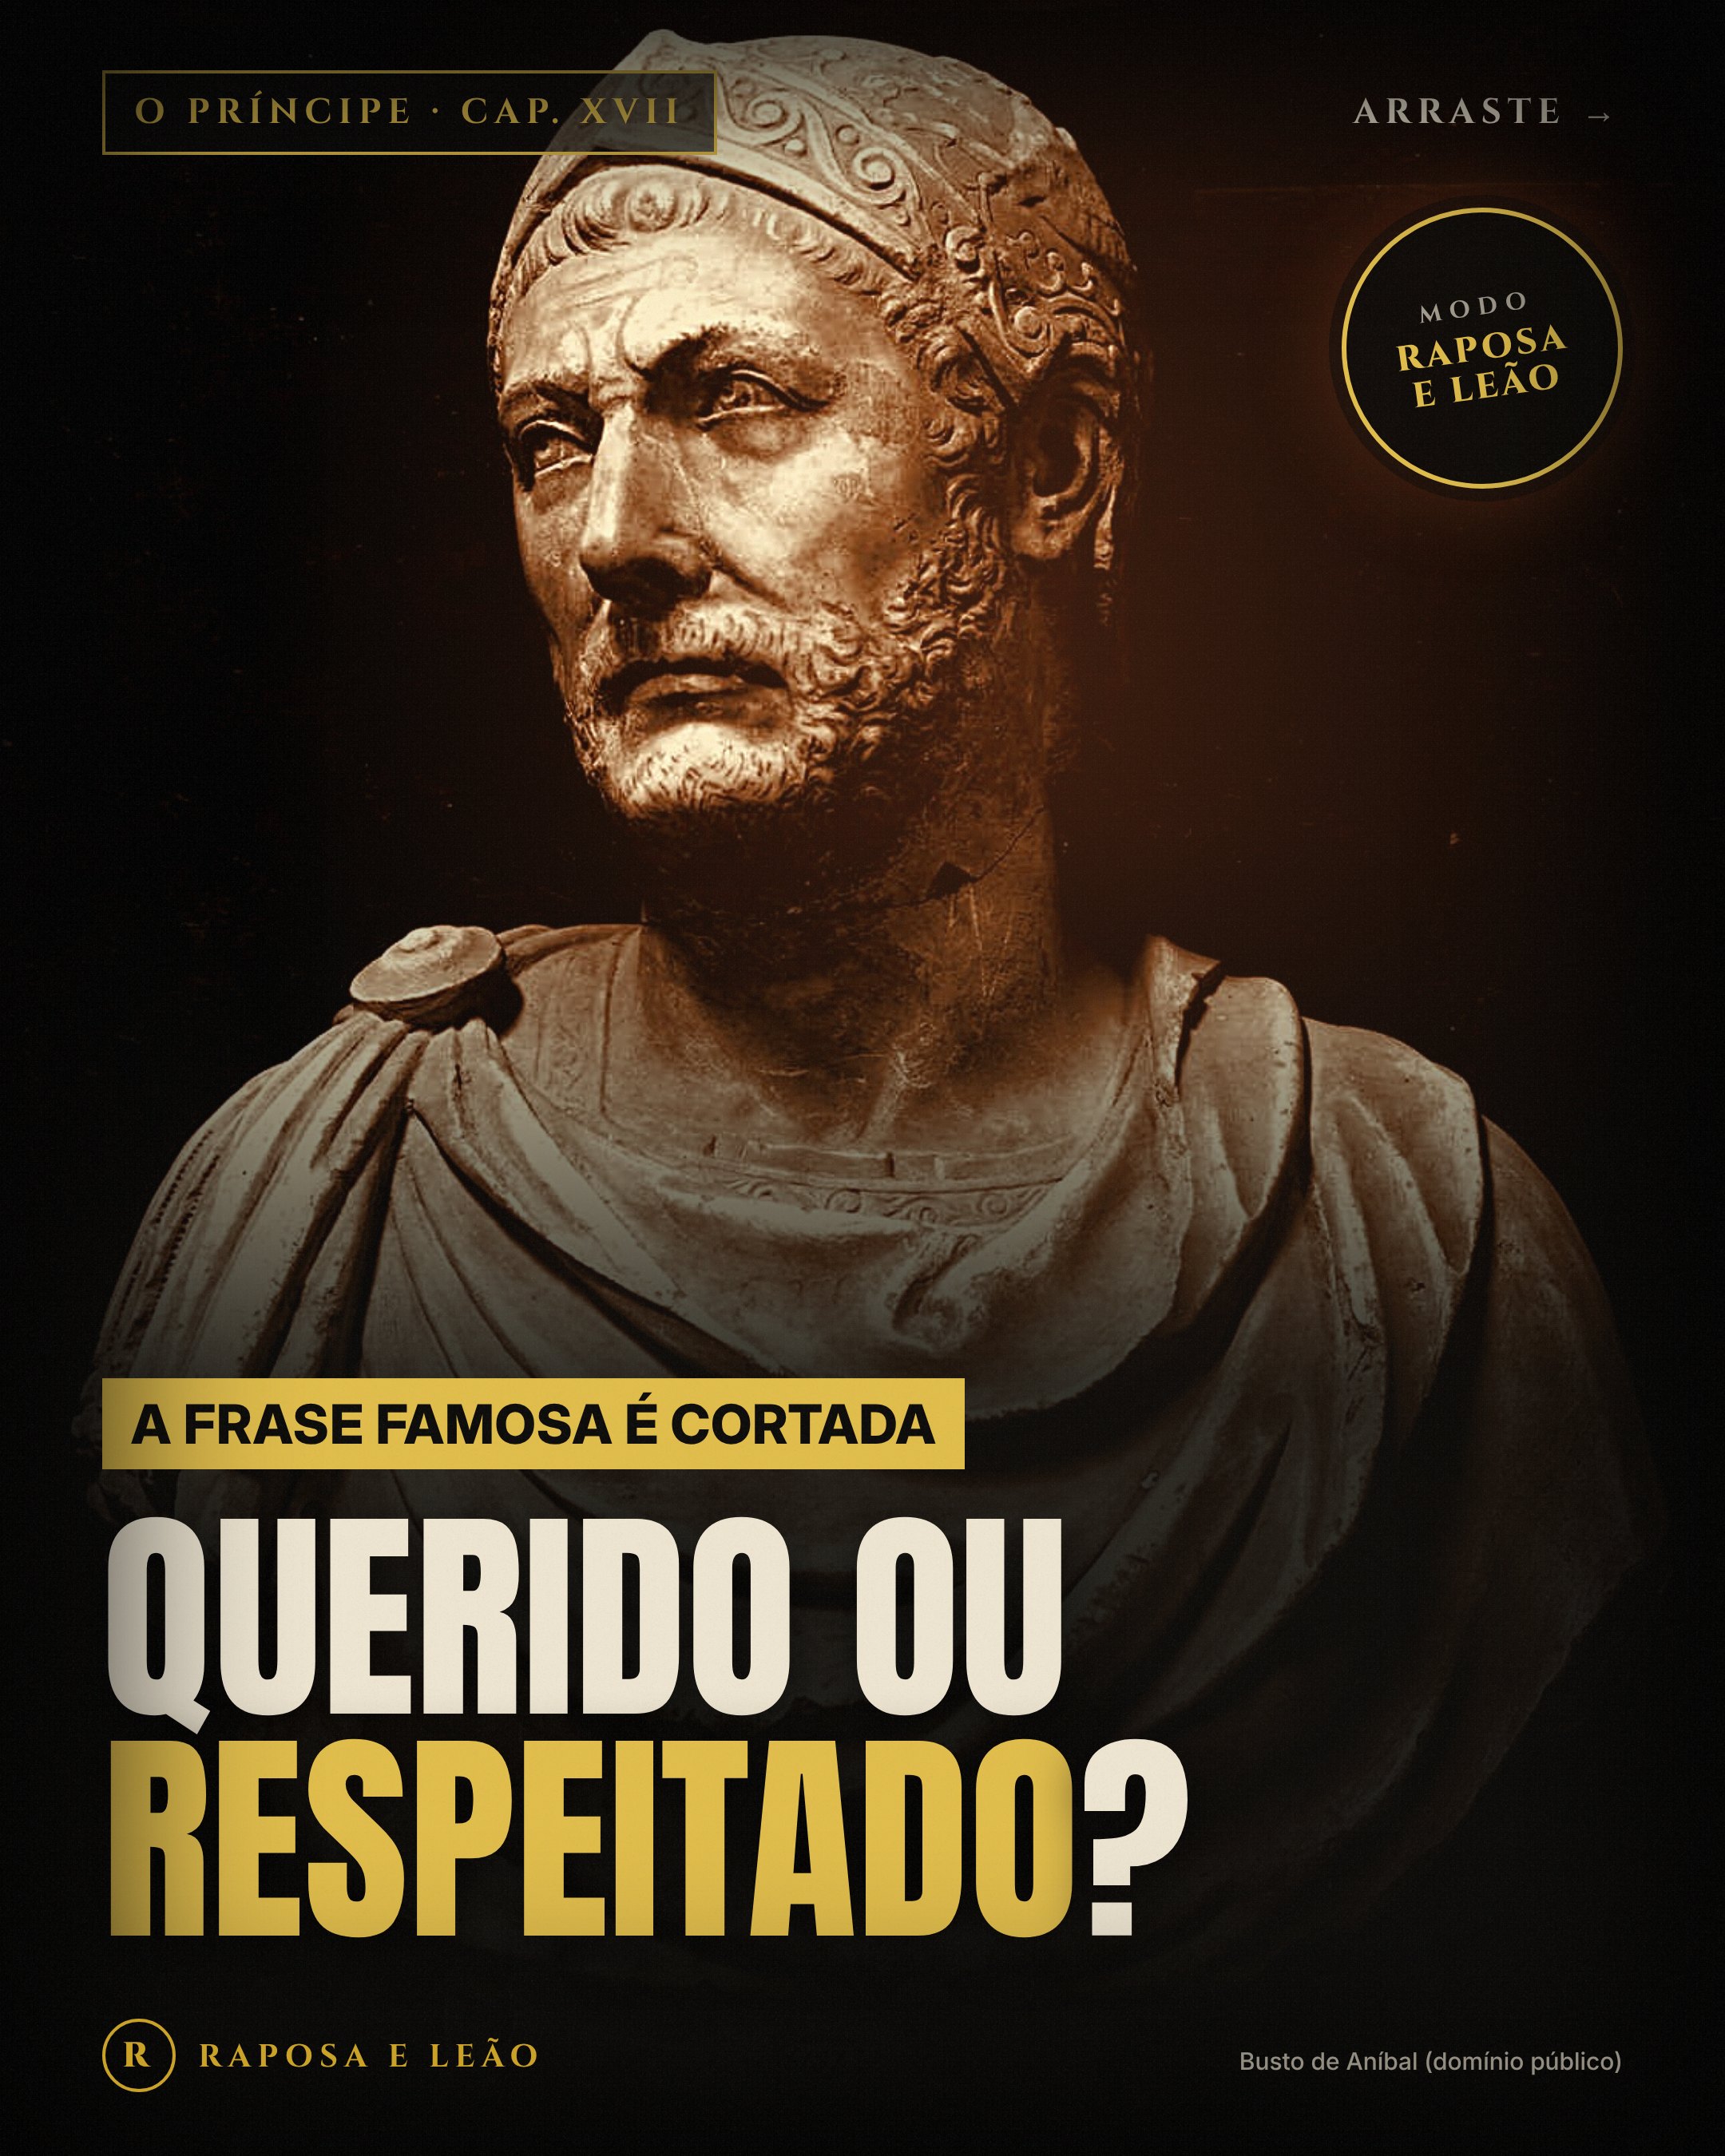 O PRÍNCIPE · CAP. XVII
ARRASTE →
MODO
RAPOSA
E LEÃO
A FRASE FAMOSA É CORTADA
QUERIDO OU
RESPEITADO?
R RAPOSA E LEÃO
Busto de Aníbal (domínio público)